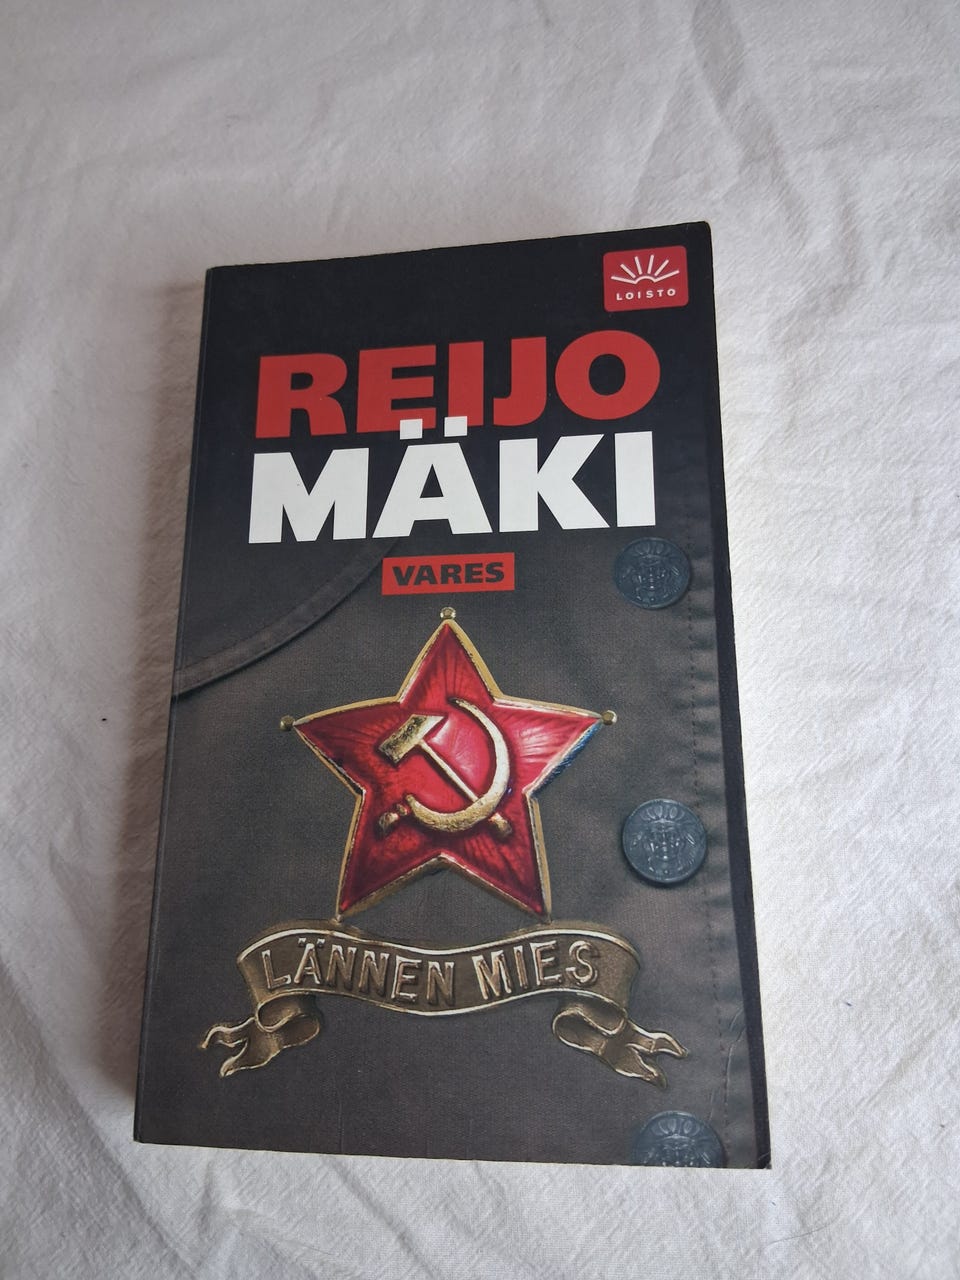 LOISTO
REIJO
MÄKI
VARES
LÄNNEN MIES